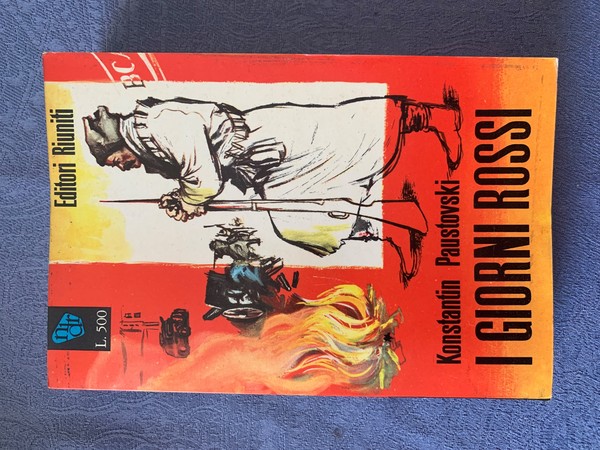 Editori Riuniti
L. 500
Konstantin Paustovski
I GIORNI ROSSI